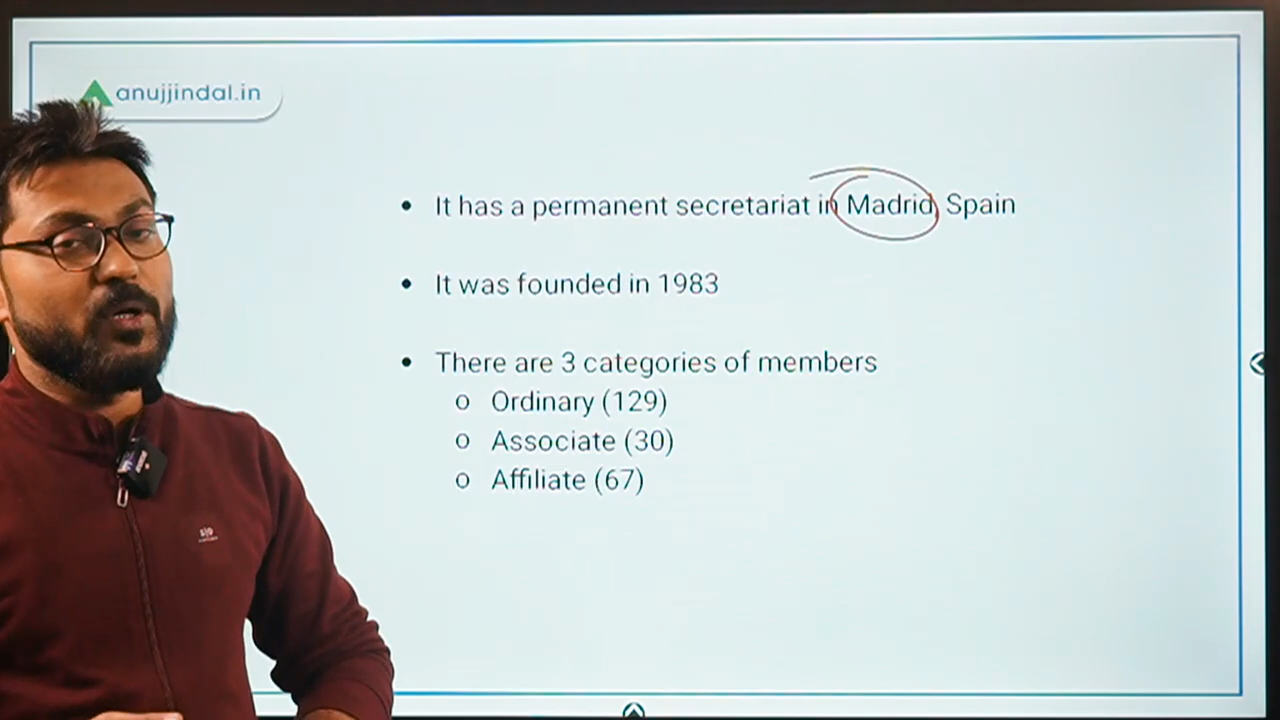 anujjindal.in
• It has a permanent secretariat in Madrid, Spain
• It was founded in 1983
• There are 3 categories of members
o Ordinary (129)
o Associate (30)
o Affiliate (67)